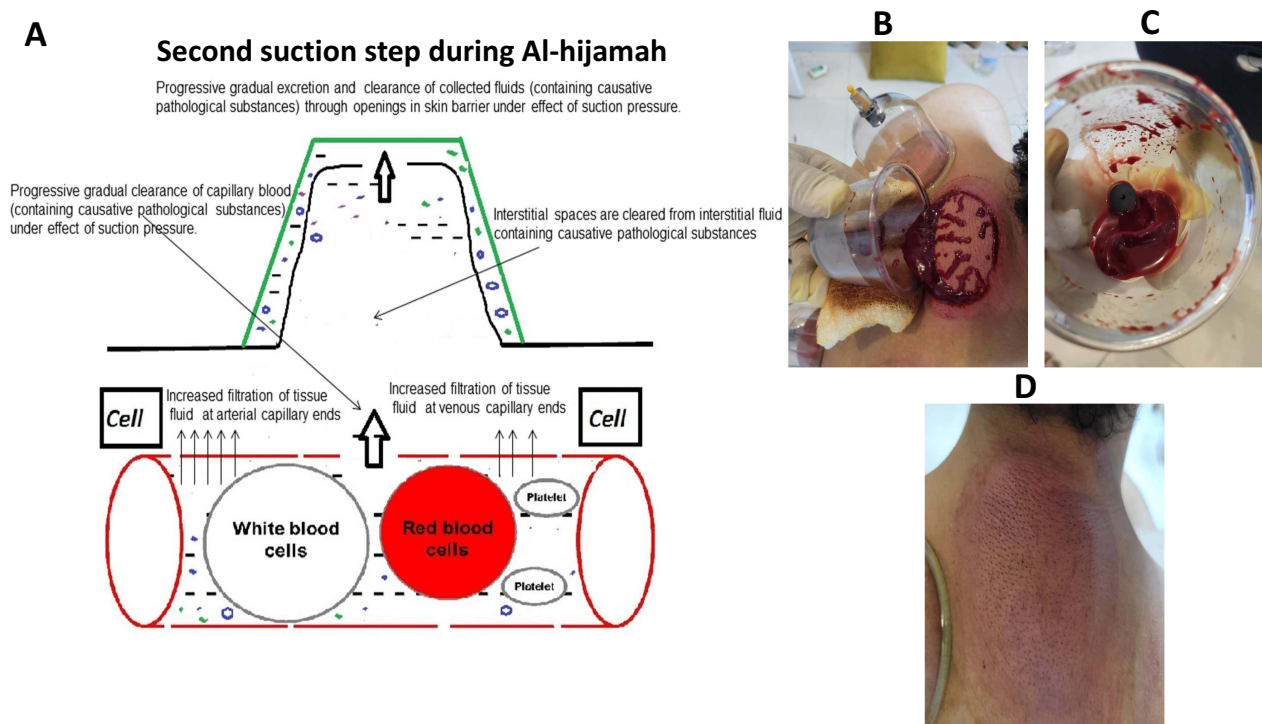 A
Second suction step during Al-hijamah
Progressive gradual excretion and clearance of collected fluids (containing causative
pathological substances) through openings in skin barrier under effect of suction pressure.
Progressive gradual clearance of capillary blood
(containing causative pathological substances)
under effect of suction pressure.
Interstitial spaces are cleared from interstitial fluid
containing causative pathological substances
Cell
Increased filtration of tissue
fluid at arterial capillary ends
Increased filtration of tissue
fluid at venous capillary ends
Cell
White blood
cells
Red blood
cells
Platelet
Platelet
B
C
D